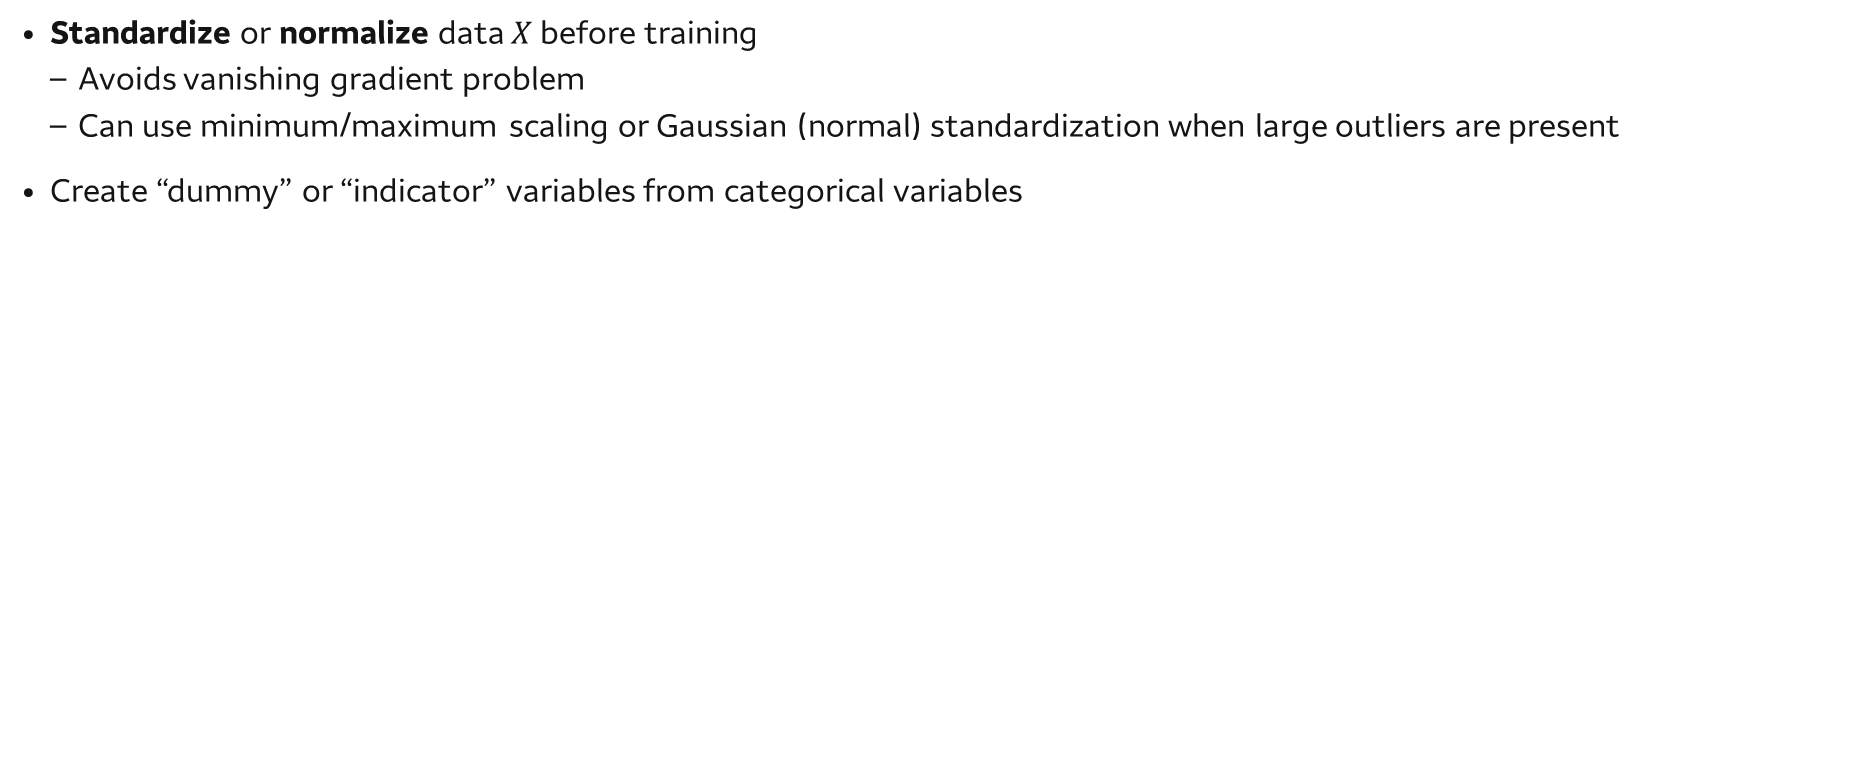 • Standardize or normalize data X before training
– Avoids vanishing gradient problem
– Can use minimum/maximum scaling or Gaussian (normal) standardization when large outliers are present
• Create “dummy” or “indicator” variables from categorical variables